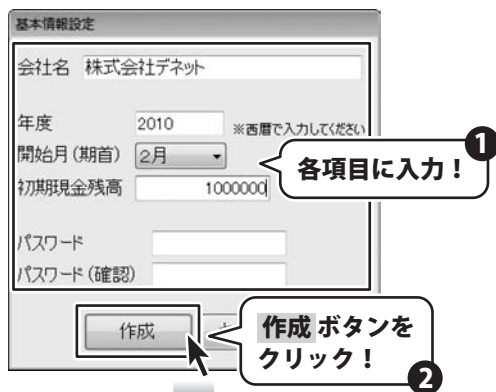 基本情報設定
会社名 株式会社デネット
年度 2010 ※西暦で入力してください
開始月(期首) 2月
初期現金残高 1000000
パスワード
パスワード(確認)
作成
❶
各項目に入力！
作成 ボタンを
クリック！
❷